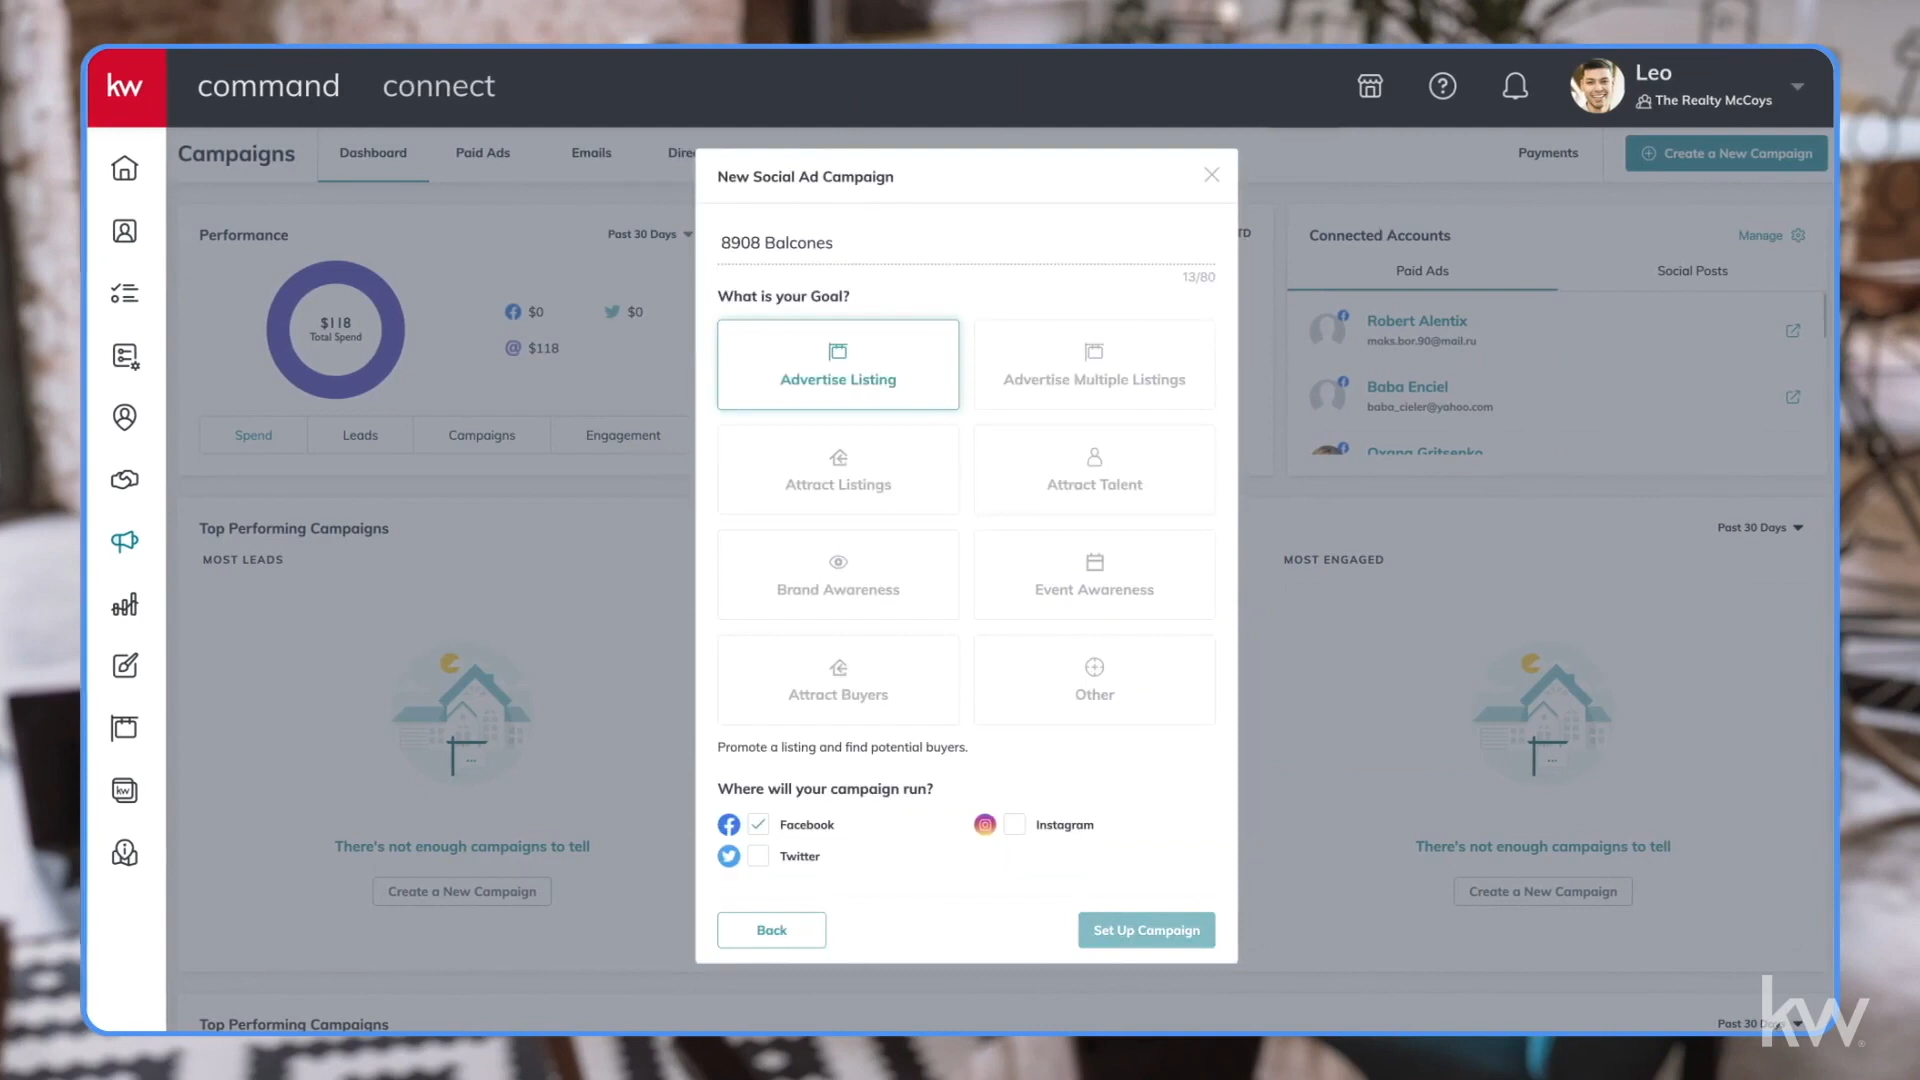 kw command connect
Leo
The Realty McCoys
Campaigns
Dashboard
Paid Ads
Emails
Payments
Create a New Campaign
Performance
Past 30 Days
$118
Total Spend
$0
$0
@ $118
Spend
Leads
Campaigns
Engagement
New Social Ad Campaign
8908 Balcones
13/80
What is your Goal?
Advertise Listing
Advertise Multiple Listings
Attract Listings
Attract Talent
Brand Awareness
Event Awareness
Attract Buyers
Other
Promote a listing and find potential buyers.
Where will your campaign run?
Facebook
Instagram
Twitter
Back
Set Up Campaign
Connected Accounts
Manage
Paid Ads
Social Posts
Robert Alentix
maks.bor.90@mail.ru
Baba Enciel
baba_cieler@yahoo.com
Oxana Gritsenko
Top Performing Campaigns
Past 30 Days
MOST LEADS
MOST ENGAGED
There's not enough campaigns to tell
Create a New Campaign
There's not enough campaigns to tell
Create a New Campaign
Top Performing Campaigns
Past 30 Days
kw
kw